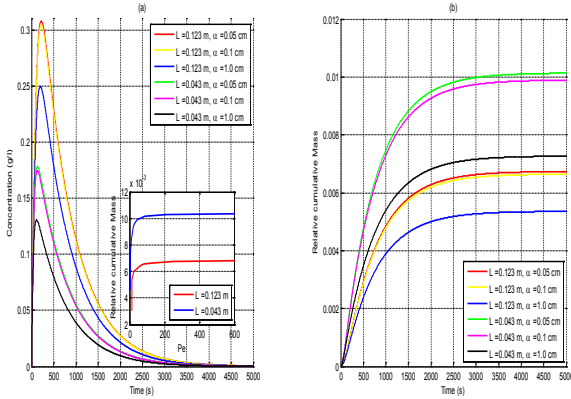 (a)
Concentration (g/l)
0.3
0.25
0.2
0.15
0.1
0.05
0
0 500 1000 1500 2000 2500 3000 3500 4000 4500 5000
Time (s)
L =0.123 m, α =0.05 cm
L =0.123 m, α =0.1 cm
L =0.123 m, α =1.0 cm
L =0.043 m, α =0.05 cm
L =0.043 m, α =0.1 cm
L =0.043 m, α =1.0 cm
x 10⁻³
Relative cumulative Mass
12
10
8
6
4
2
0 200 400 600
Pe
L =0.123 m
L =0.043 m
(b)
Relative cumulative Mass
0.012
0.01
0.008
0.006
0.004
0.002
0
0 500 1000 1500 2000 2500 3000 3500 4000 4500 5000
Time (s)
L =0.123 m, α =0.05 cm
L =0.123 m, α =0.1 cm
L =0.123 m, α =1.0 cm
L =0.043 m, α =0.05 cm
L =0.043 m, α =0.1 cm
L =0.043 m, α =1.0 cm